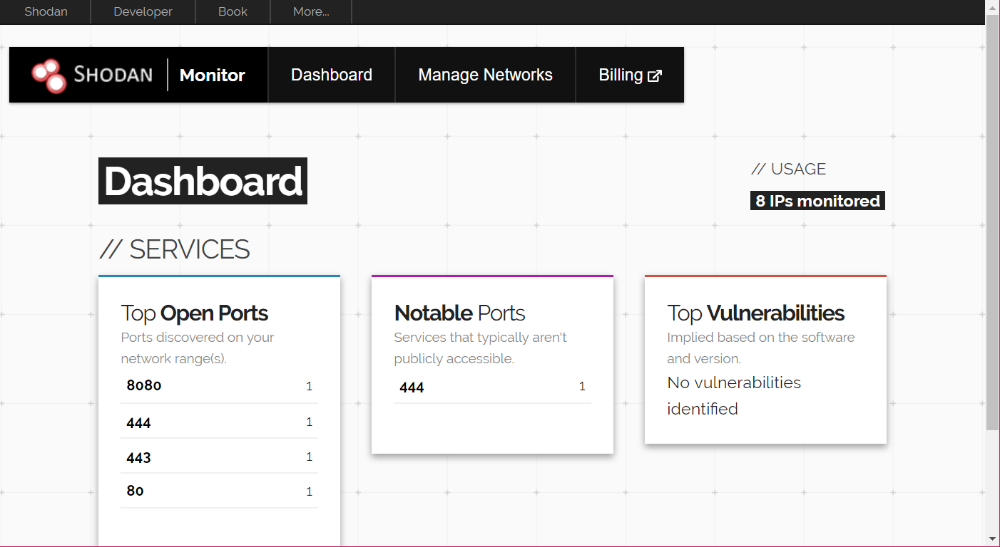 Shodan Developer Book More...
SHODAN Monitor Dashboard Manage Networks Billing
Dashboard
// USAGE
8 IPs monitored
// SERVICES
Top Open Ports
Ports discovered on your
network range(s).
8080 1
444 1
443 1
80 1
Notable Ports
Services that typically aren't
publicly accessible.
444 1
Top Vulnerabilities
Implied based on the software
and version.
No vulnerabilities
identified